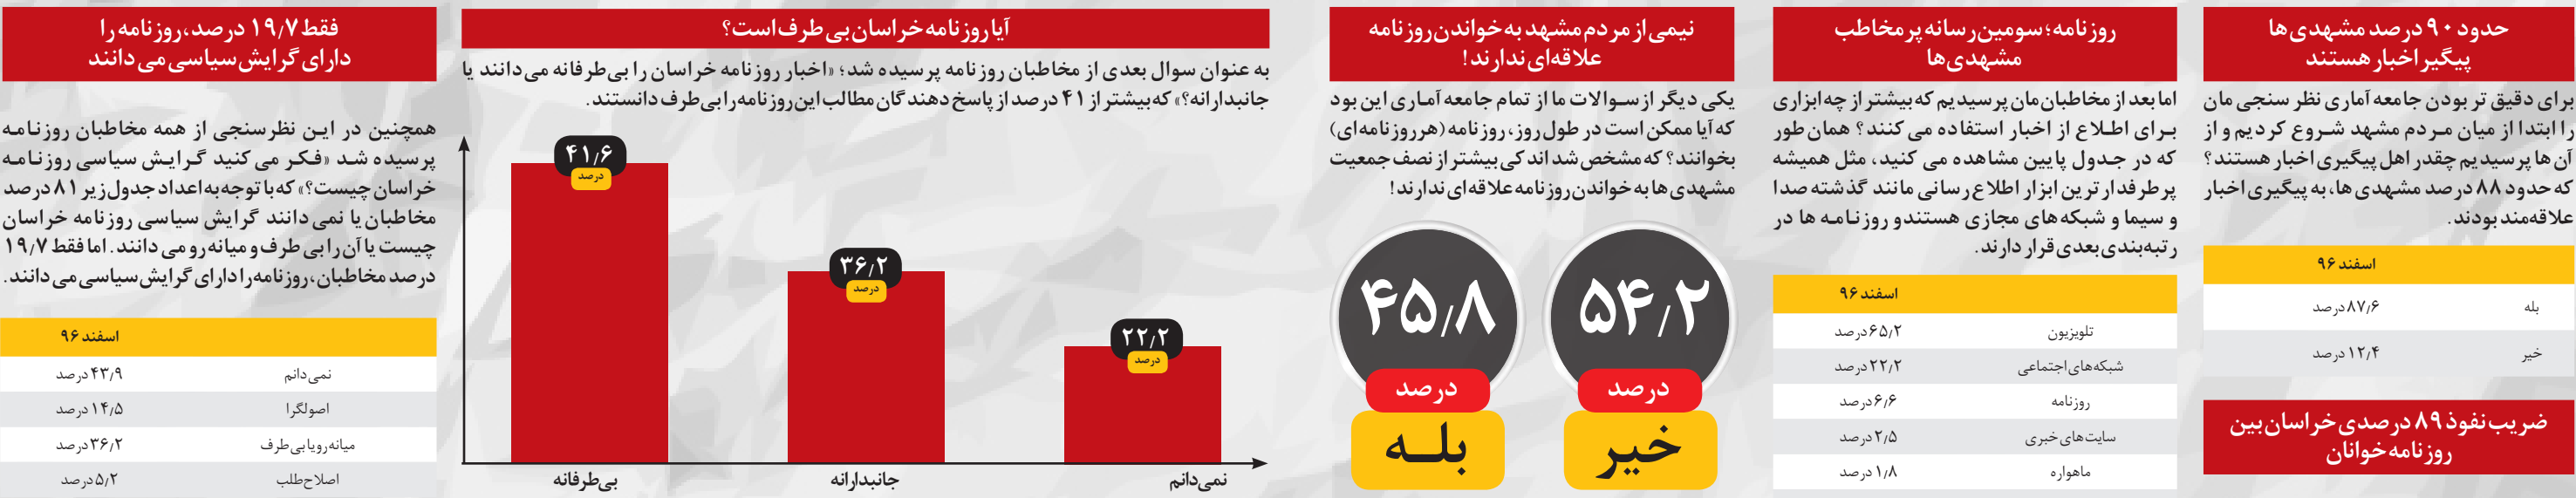 حدود ۹۰ درصد مشهدی‌ها
پیگیر اخبار هستند
برای دقیق تر بودن جامعه آماری نظر سنجی مان
را ابتدا از میان مردم مشهد شروع کردیم و از
آن ها پرسیدیم چقدر اهل پیگیری اخبار هستند؟
که حدود ۸۸ درصد مشهدی ها، به پیگیری اخبار
علاقه‌مند بودند.
اسفند ۹۶
بله ۸۷٫۶ درصد
خیر ۱۲٫۴ درصد
ضریب نفوذ ۸۹ درصدی خراسان بین
روزنامه خوانان
روزنامه؛ سومین رسانه پرمخاطب
مشهدی‌ها
اما بعد از مخاطبان‌مان پرسیدیم که بیشتر از چه ابزاری
برای اطلاع از اخبار استفاده می کنند؟ همان طور
که در جدول پایین مشاهده می کنید، مثل همیشه
پرطرفدار ترین ابزار اطلاع رسانی مانند گذشته صدا
و سیما و شبکه های مجازی هستند و روزنامه ها در
رتبه‌بندی بعدی قرار دارند.
اسفند ۹۶
تلویزیون ۶۵٫۲ درصد
شبکه‌های اجتماعی ۲۲٫۲ درصد
روزنامه ۶٫۶ درصد
سایت‌های خبری ۲٫۵ درصد
ماهواره ۱٫۸ درصد
نیمی از مردم مشهد به خواندن روزنامه
علاقه‌ای ندارند!
یکی دیگر از سوالات ما از تمام جامعه آماری این بود
که آیا ممکن است در طول روز، روزنامه (هر روزنامه ای)
بخوانند؟ که مشخص شد اندکی بیشتر از نصف جمعیت
مشهدی ها به خواندن روزنامه علاقه ای ندارند!
۵۴٫۲ ۴۵٫۸
درصد درصد
خیر بله
آیا روزنامه خراسان بی طرف است؟
به عنوان سوال بعدی از مخاطبان روزنامه پرسیده شد؛ «اخبار روزنامه خراسان را بی‌طرفانه می‌دانند یا
جانبدارانه؟» که بیشتر از ۴۱ درصد از پاسخ دهندگان مطالب این روزنامه را بی‌طرف دانستند.
۴۱٫۶
درصد
۳۶٫۲
درصد
۲۲٫۲
درصد
نمی‌دانم جانبدارانه بی‌طرفانه
فقط ۱۹٫۷ درصد، روزنامه را
دارای گرایش سیاسی می دانند
همچنین در این نظرسنجی از همه مخاطبان روزنامه
پرسیده شد «فکر می کنید گرایش سیاسی روزنامه
خراسان چیست؟» که با توجه به اعداد جدول زیر ۸۱ درصد
مخاطبان یا نمی دانند گرایش سیاسی روزنامه خراسان
چیست یا آن را بی طرف و میانه رو می دانند. اما فقط ۱۹٫۷
درصد مخاطبان، روزنامه را دارای گرایش سیاسی می دانند.
اسفند ۹۶
نمی‌دانم ۴۳٫۹ درصد
اصولگرا ۱۴٫۵ درصد
میانه رو یا بی طرف ۳۶٫۲ درصد
اصلاح‌طلب ۵٫۲ درصد